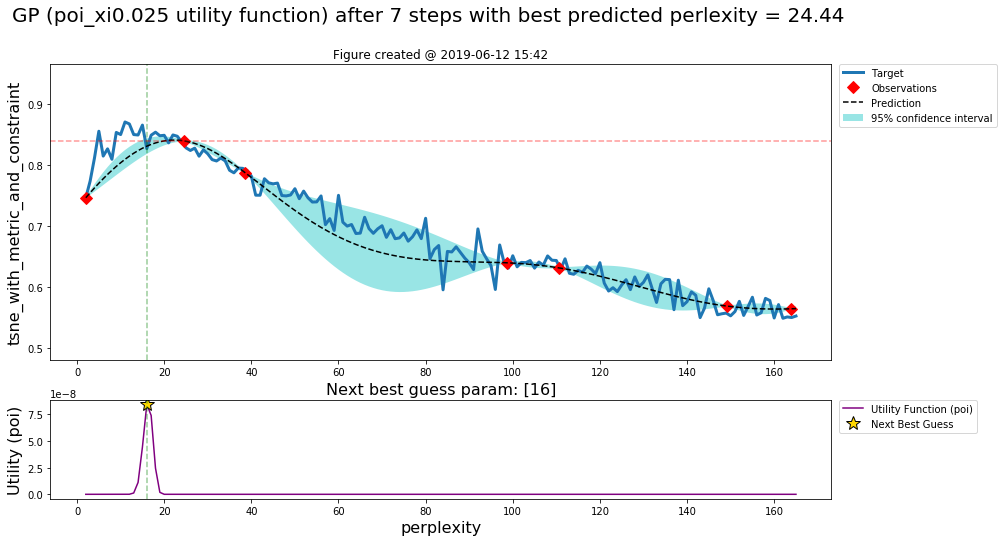 GP (poi_xi0.025 utility function) after 7 steps with best predicted perlexity = 24.44
Figure created @ 2019-06-12 15:42
tsne_with_metric_and_constraint
0.9
0.8
0.7
0.6
0.5
0 20 40 60 80 100 120 140 160
Target
Observations
Prediction
95% confidence interval
Next best guess param: [16]
1e−8
Utility (poi)
7.5
5.0
2.5
0.0
0 20 40 60 80 100 120 140 160
perplexity
Utility Function (poi)
Next Best Guess